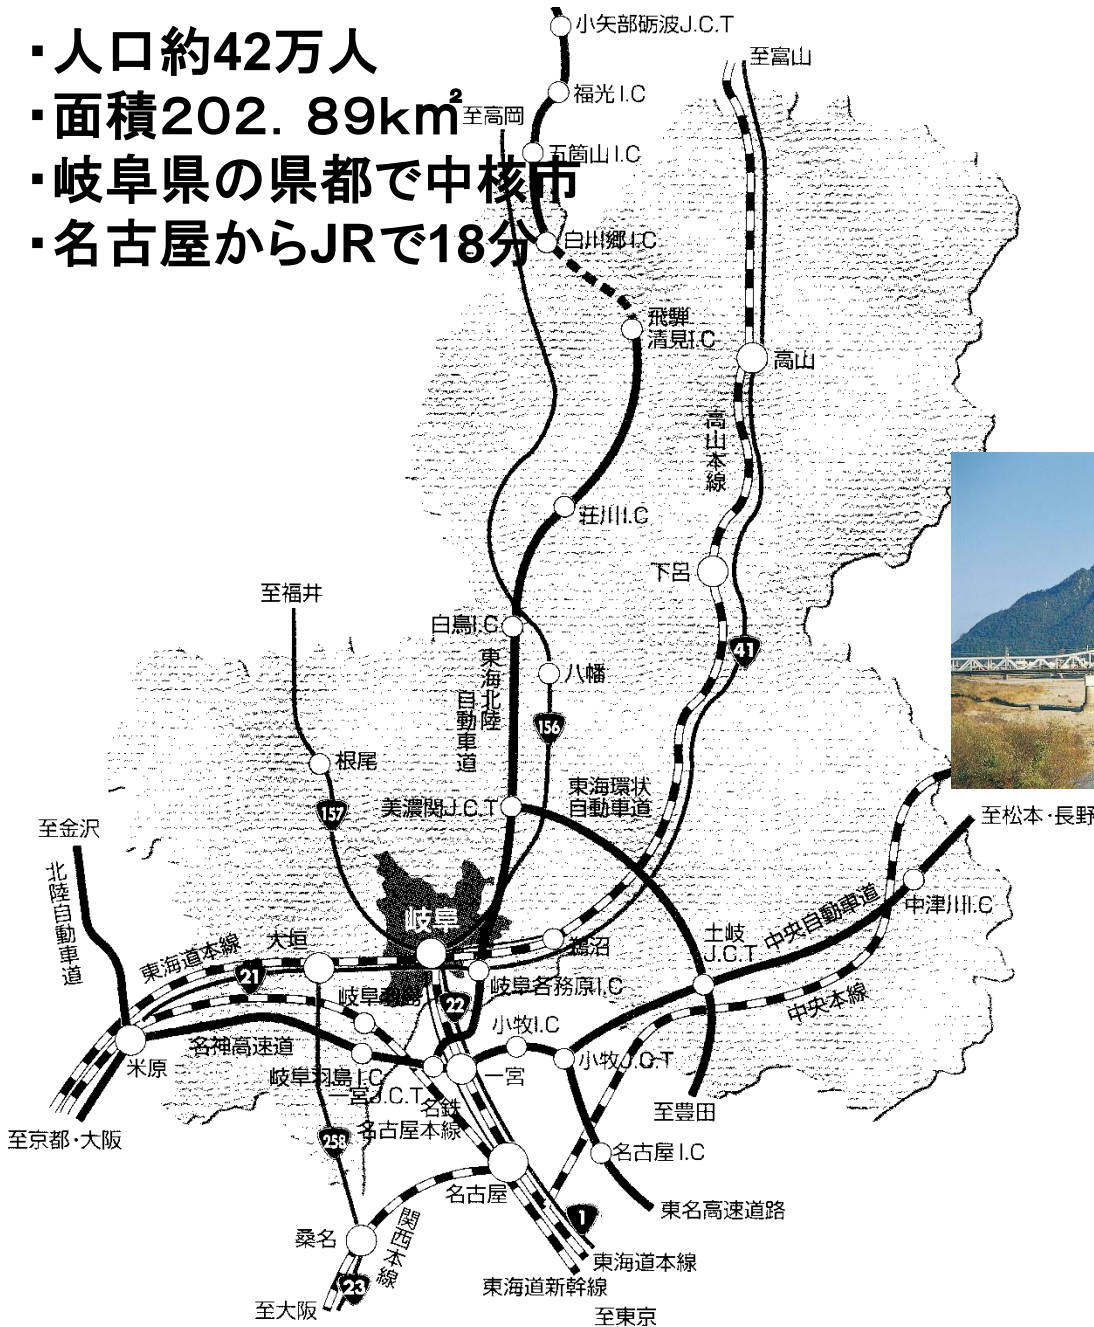 ・人口約42万人
・面積２０２．８９ｋ㎡
・岐阜県の県都で中核市
・名古屋からJRで18分
小矢部砺波J.C.T
至富山
福光I.C
至高岡
五箇山I.C
白川郷I.C
飛騨
清見I.C
高山
高山本線
荘川I.C
下呂
至福井
白鳥I.C
41
東海北陸
自動車道
八幡
156
根尾
東海環状
自動車道
美濃関J.C.T
157
至松本・長野
至金沢
北陸自動車道
中津川I.C
中央自動車道
岐阜
土岐
J.C.T
大垣
鵜沼
東海道本線
21
岐阜各務原I.C
岐阜羽島
22
中央本線
小牧I.C
名神高速道
小牧J.C.T
米原
岐阜羽島I.C
一宮
一宮J.C.T
名鉄
名古屋本線
至豊田
至京都・大阪
258
名古屋I.C
名古屋
東名高速道路
1
桑名
関西本線
東海道本線
23
東海道新幹線
至大阪
至東京